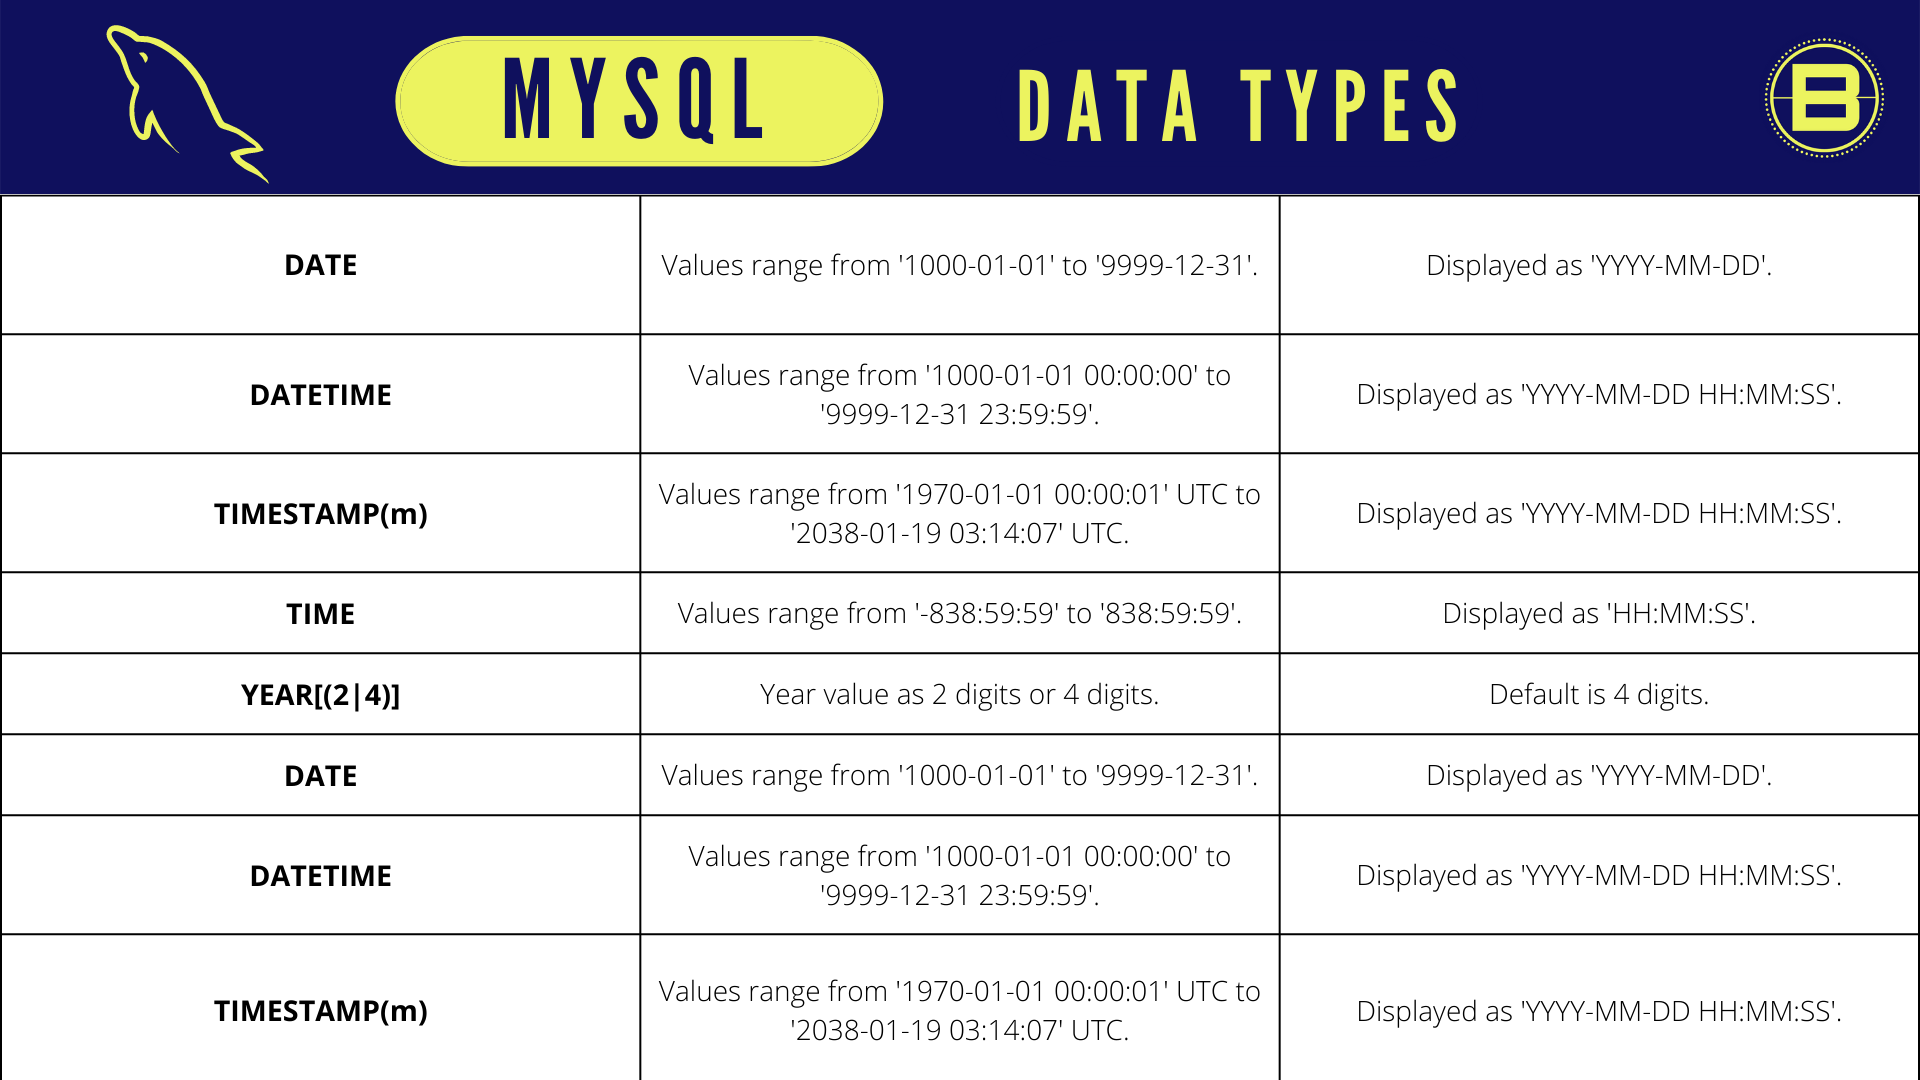 MYSQL
DATA TYPES
B
DATE
Values range from '1000-01-01' to '9999-12-31'.
Displayed as 'YYYY-MM-DD'.
DATETIME
Values range from '1000-01-01 00:00:00' to
'9999-12-31 23:59:59'.
Displayed as 'YYYY-MM-DD HH:MM:SS'.
TIMESTAMP(m)
Values range from '1970-01-01 00:00:01' UTC to
'2038-01-19 03:14:07' UTC.
Displayed as 'YYYY-MM-DD HH:MM:SS'.
TIME
Values range from '-838:59:59' to '838:59:59'.
Displayed as 'HH:MM:SS'.
YEAR[(2|4)]
Year value as 2 digits or 4 digits.
Default is 4 digits.
DATE
Values range from '1000-01-01' to '9999-12-31'.
Displayed as 'YYYY-MM-DD'.
DATETIME
Values range from '1000-01-01 00:00:00' to
'9999-12-31 23:59:59'.
Displayed as 'YYYY-MM-DD HH:MM:SS'.
TIMESTAMP(m)
Values range from '1970-01-01 00:00:01' UTC to
'2038-01-19 03:14:07' UTC.
Displayed as 'YYYY-MM-DD HH:MM:SS'.